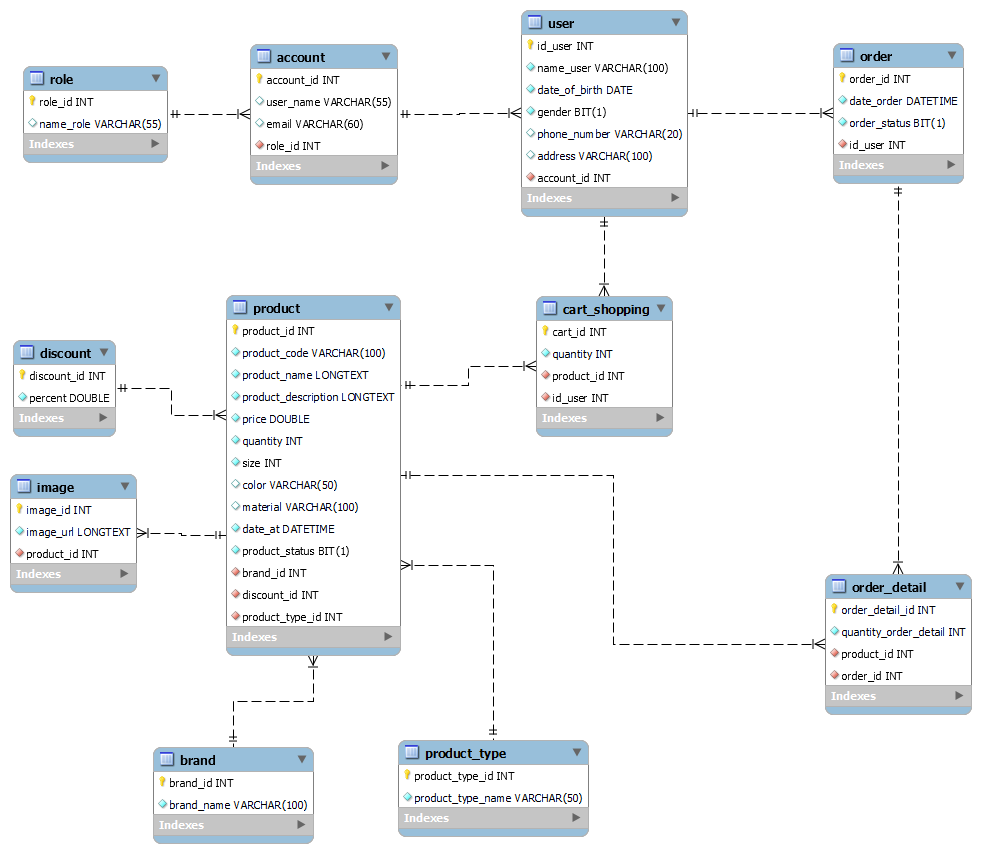 role
role_id INT
name_role VARCHAR(55)
Indexes
account
account_id INT
user_name VARCHAR(55)
email VARCHAR(60)
role_id INT
Indexes
user
id_user INT
name_user VARCHAR(100)
date_of_birth DATE
gender BIT(1)
phone_number VARCHAR(20)
address VARCHAR(100)
account_id INT
Indexes
order
order_id INT
date_order DATETIME
order_status BIT(1)
id_user INT
Indexes
discount
discount_id INT
percent DOUBLE
Indexes
image
image_id INT
image_url LONGTEXT
product_id INT
Indexes
product
product_id INT
product_code VARCHAR(100)
product_name LONGTEXT
product_description LONGTEXT
price DOUBLE
quantity INT
size INT
color VARCHAR(50)
material VARCHAR(100)
date_at DATETIME
product_status BIT(1)
brand_id INT
discount_id INT
product_type_id INT
Indexes
cart_shopping
cart_id INT
quantity INT
product_id INT
id_user INT
Indexes
order_detail
order_detail_id INT
quantity_order_detail INT
product_id INT
order_id INT
Indexes
brand
brand_id INT
brand_name VARCHAR(100)
Indexes
product_type
product_type_id INT
product_type_name VARCHAR(50)
Indexes